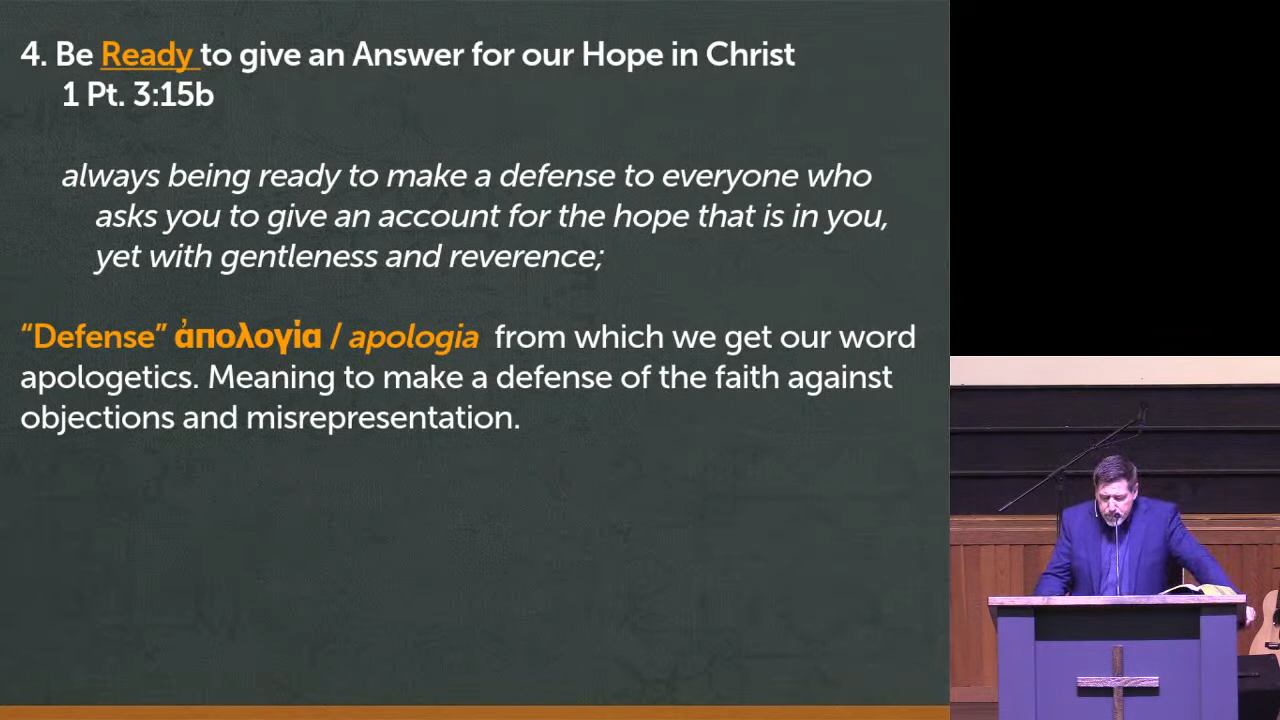 4. Be Ready to give an Answer for our Hope in Christ
1 Pt. 3:15b
always being ready to make a defense to everyone who
asks you to give an account for the hope that is in you,
yet with gentleness and reverence;
“Defense” ἀπολογία / apologia from which we get our word
apologetics. Meaning to make a defense of the faith against
objections and misrepresentation.